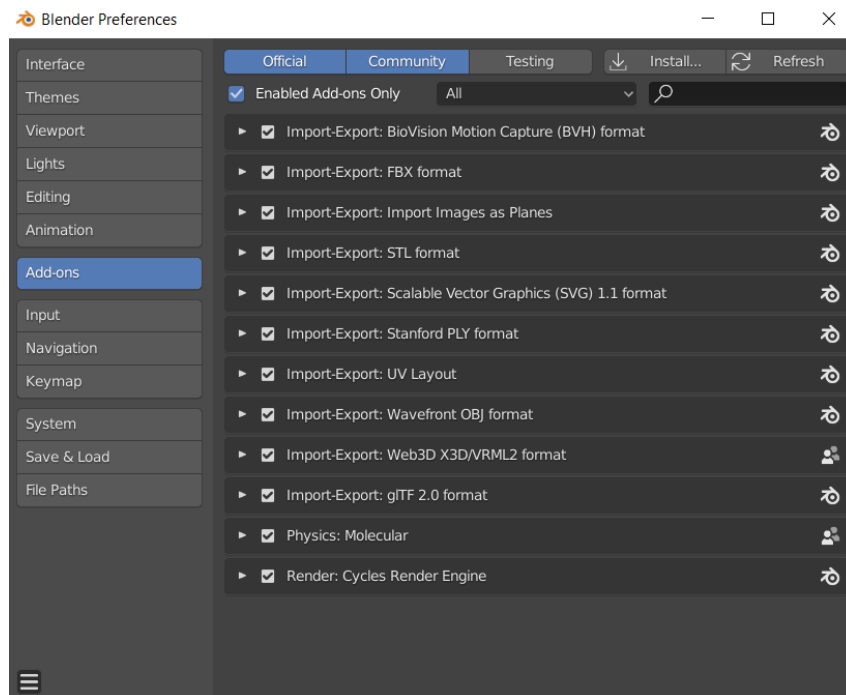 Blender Preferences
Interface
Themes
Viewport
Lights
Editing
Animation
Add-ons
Input
Navigation
Keymap
System
Save & Load
File Paths
Official Community Testing Install... Refresh
Enabled Add-ons Only All
Import-Export: BioVision Motion Capture (BVH) format
Import-Export: FBX format
Import-Export: Import Images as Planes
Import-Export: STL format
Import-Export: Scalable Vector Graphics (SVG) 1.1 format
Import-Export: Stanford PLY format
Import-Export: UV Layout
Import-Export: Wavefront OBJ format
Import-Export: Web3D X3D/VRML2 format
Import-Export: glTF 2.0 format
Physics: Molecular
Render: Cycles Render Engine